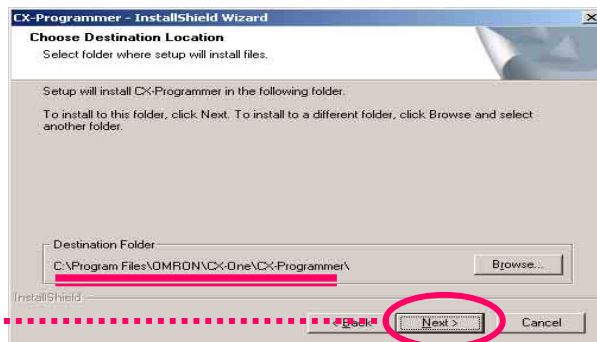 CX-Programmer - InstallShield Wizard
Choose Destination Location
Select folder where setup will install files.
Setup will install CX-Programmer in the following folder.
To install to this folder, click Next. To install to a different folder, click Browse and select
another folder.
Destination Folder
C:\Program Files\OMRON\CX-One\CX-Programmer\
Browse...
InstallShield
< Back
Next >
Cancel